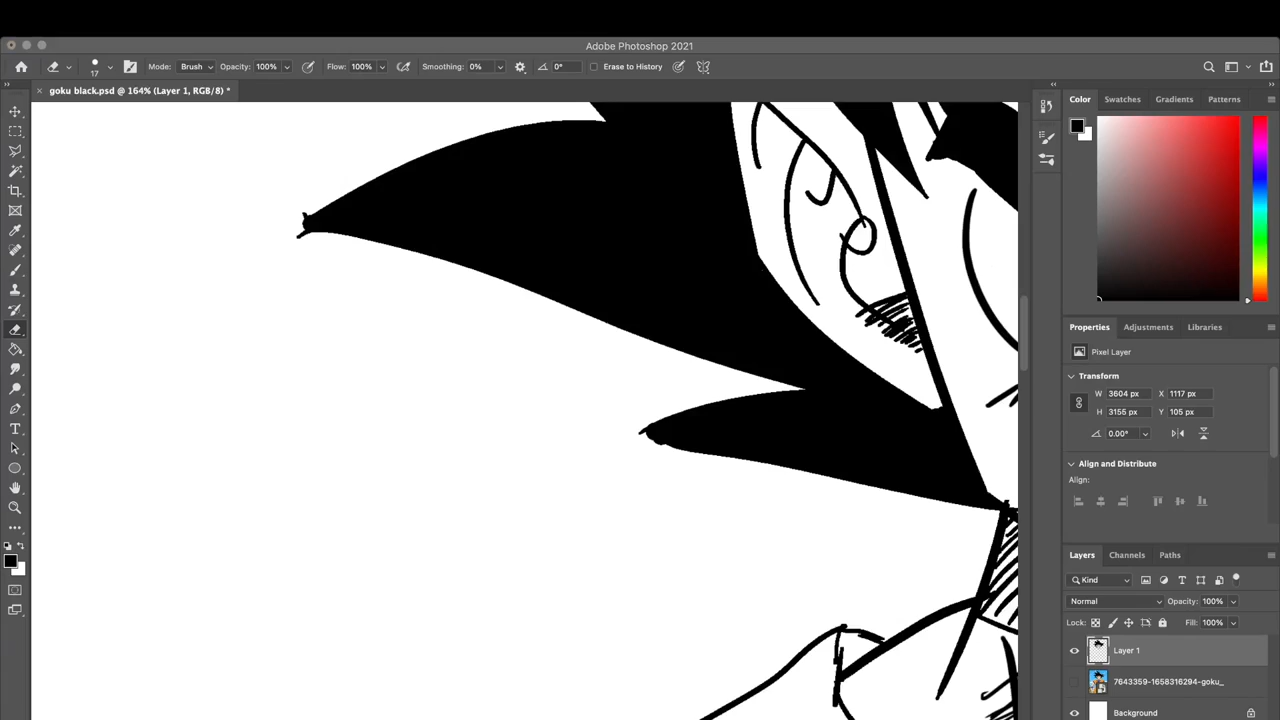 Adobe Photoshop 2021
17 Mode: Brush Opacity: 100% Flow: 100% Smoothing: 0% 0° Erase to History
goku black.psd @ 164% (Layer 1, RGB/8) *
Color Swatches Gradients Patterns
Properties Adjustments Libraries
Pixel Layer
Transform
W 3604 px X 1117 px
H 3155 px Y 105 px
0.00°
Align and Distribute
Align:
Layers Channels Paths
Kind
Normal Opacity: 100%
Lock: Fill: 100%
Layer 1
7643359-1658316294-goku_
Background